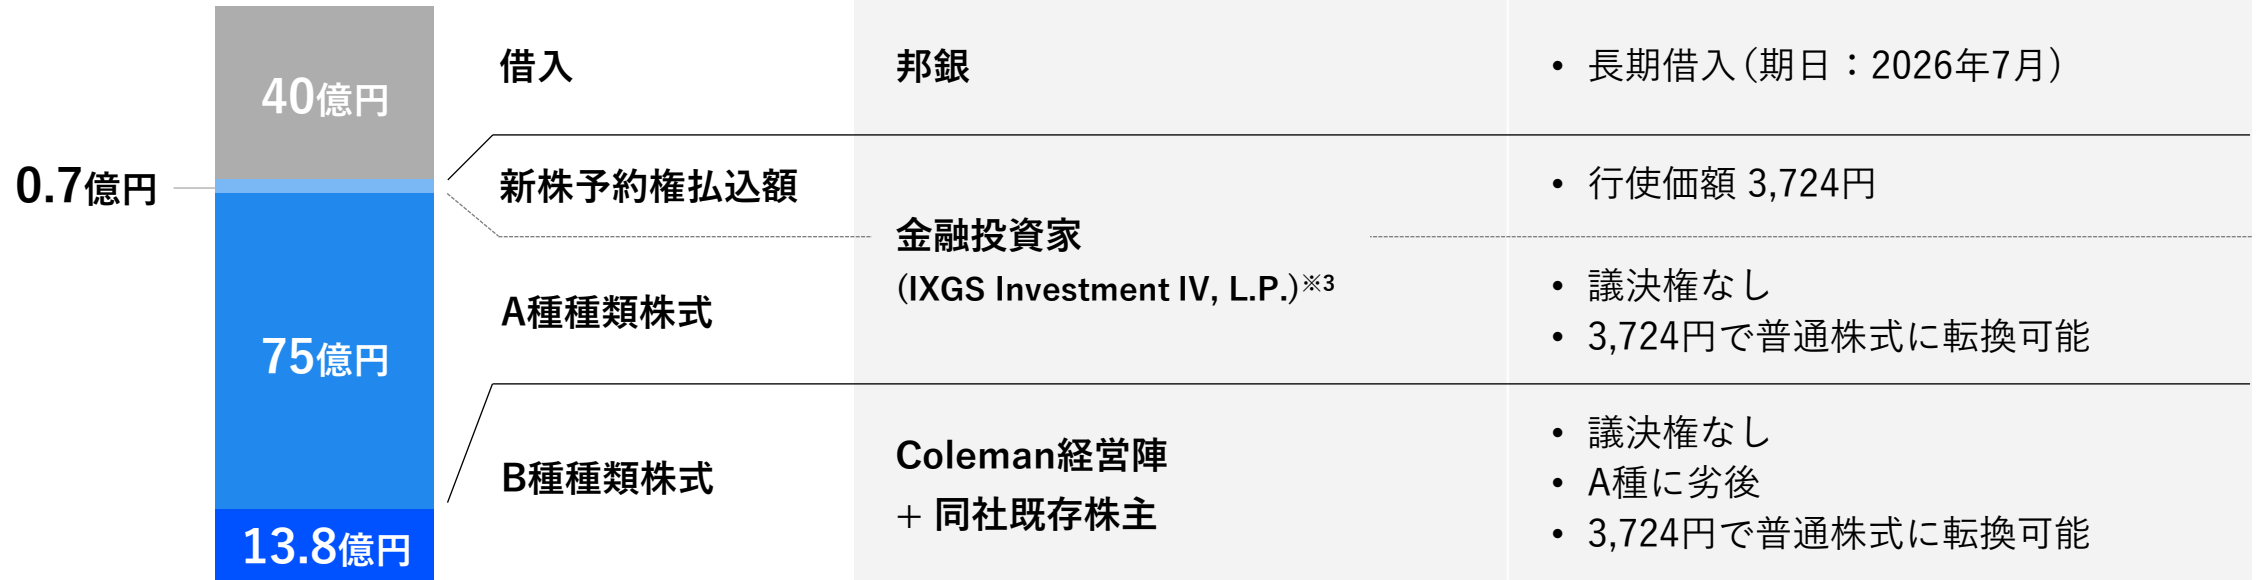 40億円
借入
邦銀
• 長期借入(期日：2026年7月)
0.7億円
新株予約権払込額
• 行使価額 3,724円
金融投資家
(IXGS Investment IV, L.P.)※3
75億円
A種種類株式
• 議決権なし
• 3,724円で普通株式に転換可能
13.8億円
B種種類株式
Coleman経営陣
+ 同社既存株主
• 議決権なし
• A種に劣後
• 3,724円で普通株式に転換可能